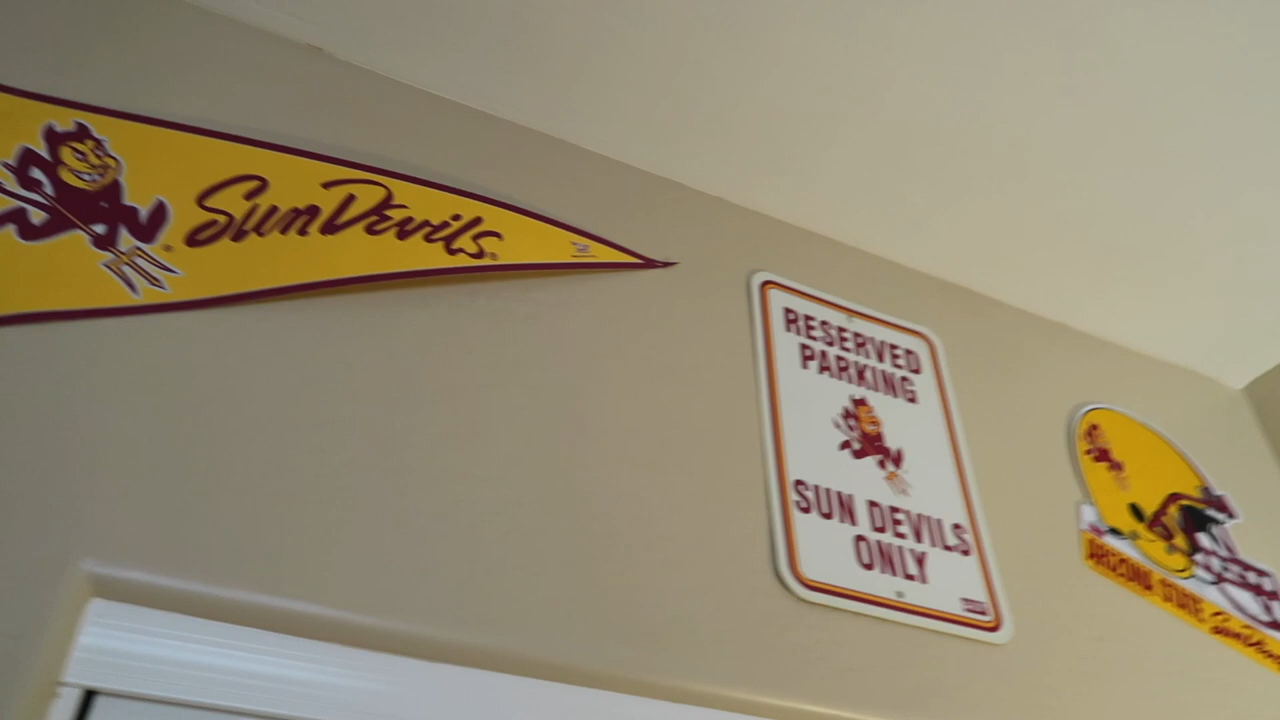 Sun Devils
RESERVED
PARKING
SUN DEVILS
ONLY
ARIZONA STATE